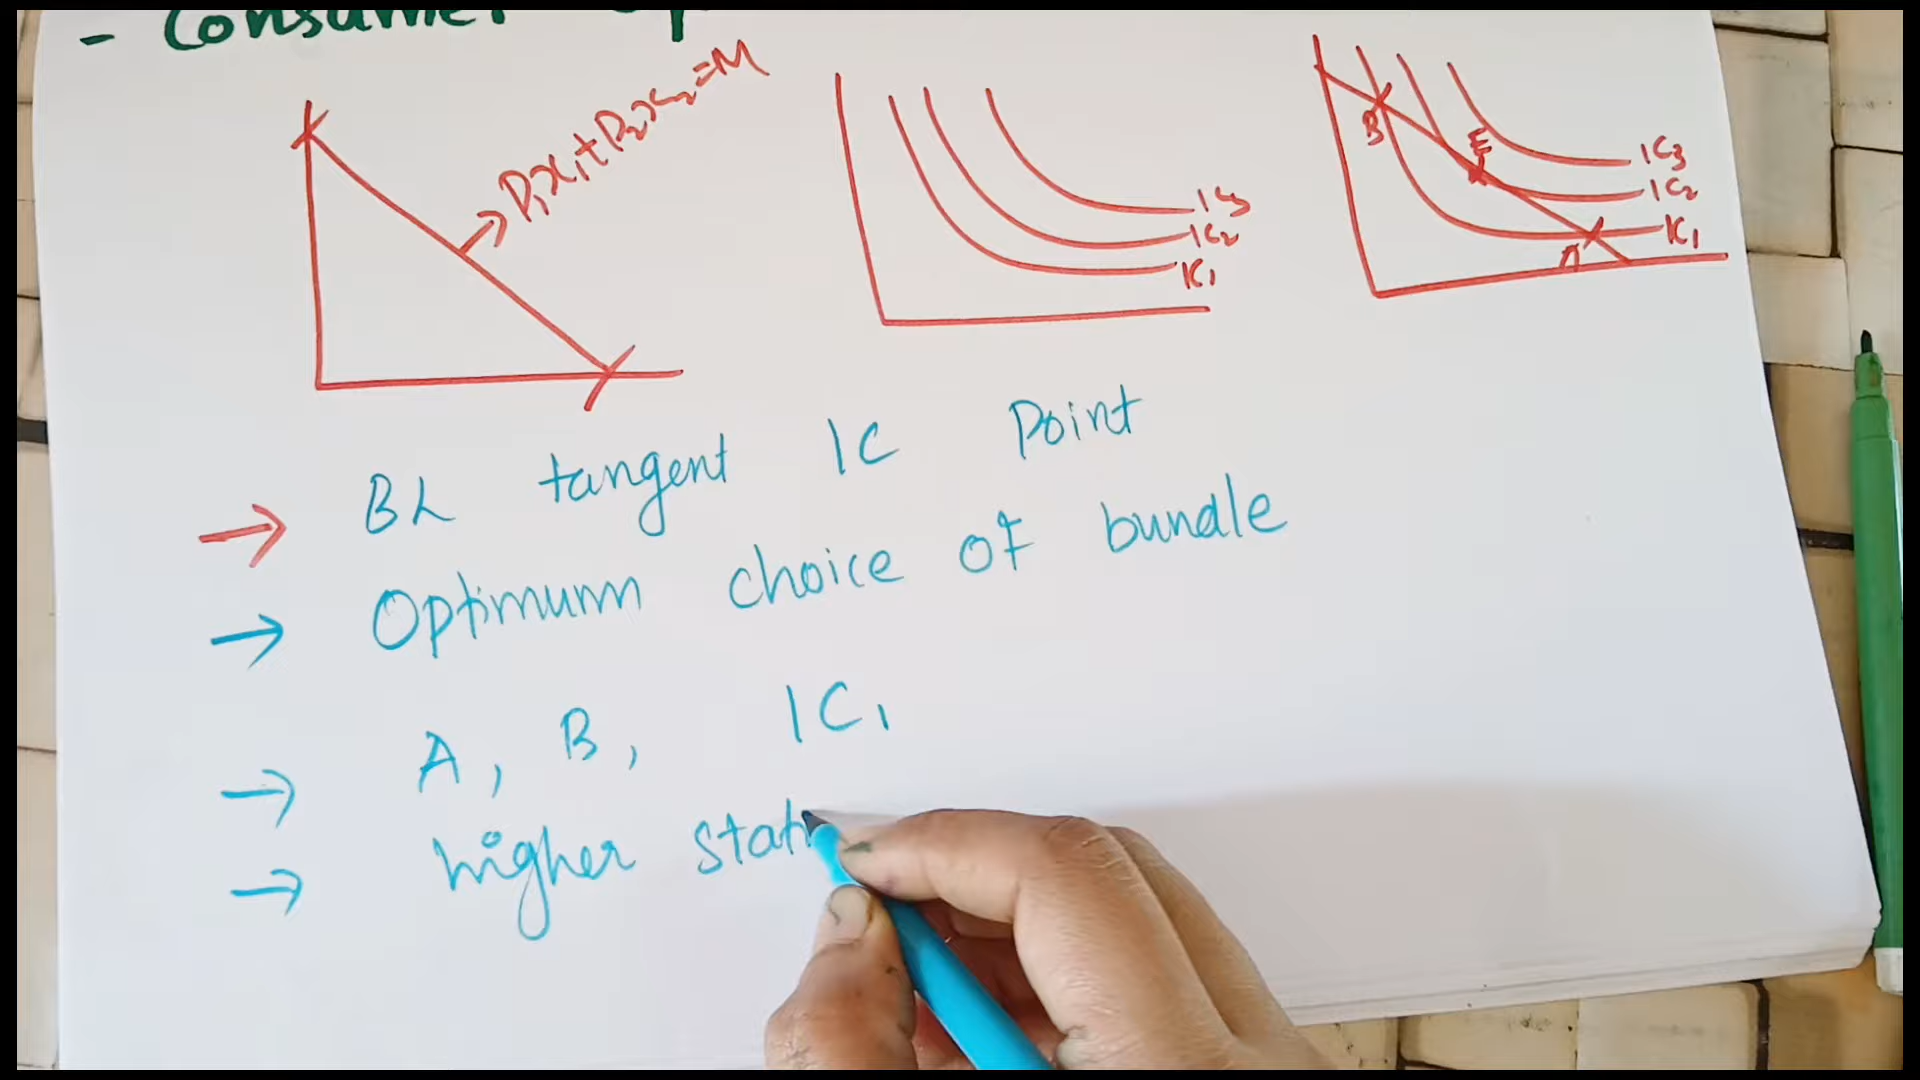 - Consumer
P₁x₁+P₂x₂=M
IC3
IC2
IC1
B
E
A
IC3
IC2
IC1
BL tangent IC Point
Optimum choice of bundle
A, B, IC1
higher